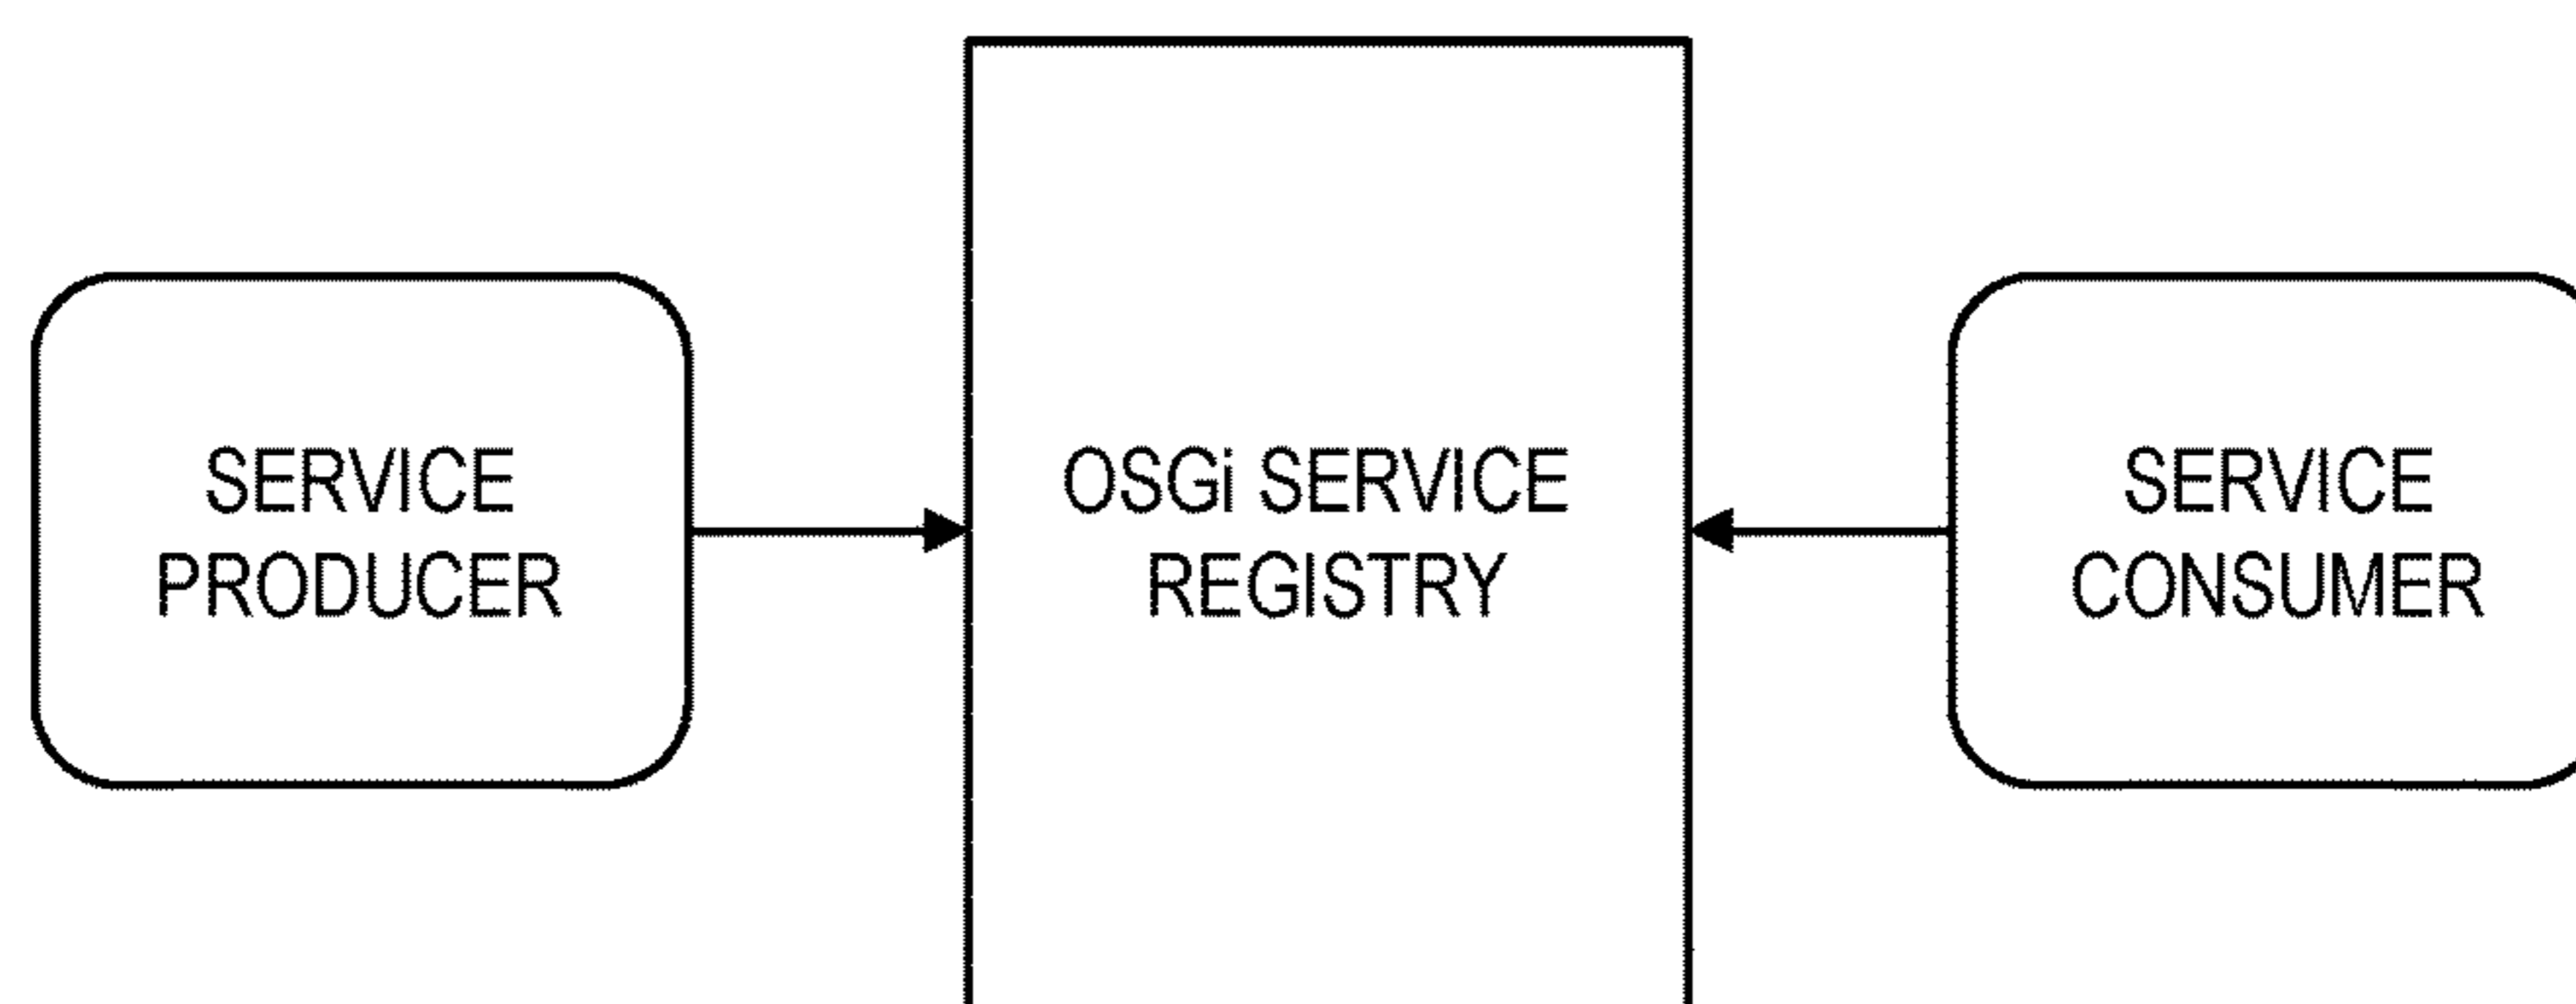 SERVICE
PRODUCER
OSGi SERVICE
REGISTRY
SERVICE
CONSUMER